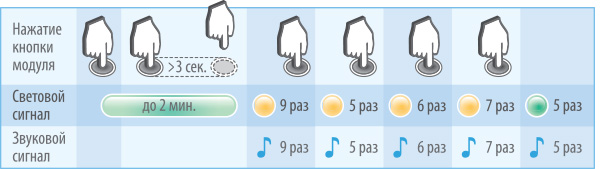 Нажатие
кнопки
модуля
>3 сек.
Световой
сигнал
до 2 мин.
9 раз
5 раз
6 раз
7 раз
5 раз
Звуковой
сигнал
9 раз
5 раз
6 раз
7 раз
5 раз